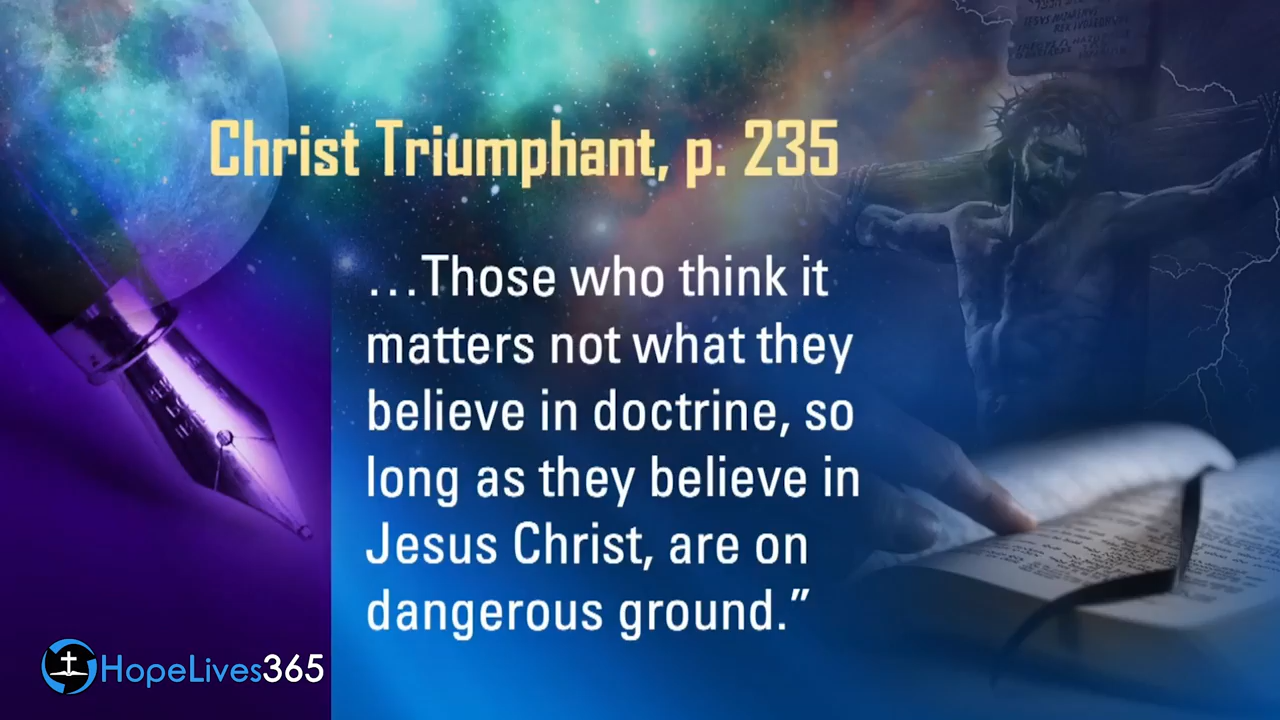 Christ Triumphant, p. 235
...Those who think it
matters not what they
believe in doctrine, so
long as they believe in
Jesus Christ, are on
dangerous ground.”
HopeLives365